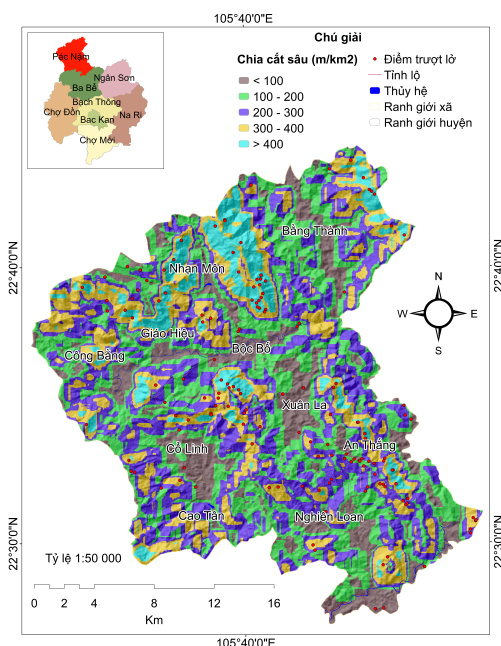 105°40'0"E
Chú giải
Chia cắt sâu (m/km2)
< 100
100 - 200
200 - 300
300 - 400
> 400
Điểm trượt lở
Tỉnh lộ
Thủy hệ
Ranh giới xã
Ranh giới huyện
Pác Nặm
Ngân Sơn
Ba Bể
Bạch Thông
Chợ Đồn
Na Rì
Bac Kan
Chợ Mới
22°40'0"N
22°40'0"N
Bằng Thành
Nhạn Môn
Giáo Hiệu
Bộc Bố
Công Bằng
Xuân La
Cổ Linh
An Thắng
Cao Tân
Nghiên Loan
N
W
E
S
22°30'0"N
22°30'0"N
Tỷ lệ 1:50 000
0 2 4 8 12 16
Km
105°40'0"E